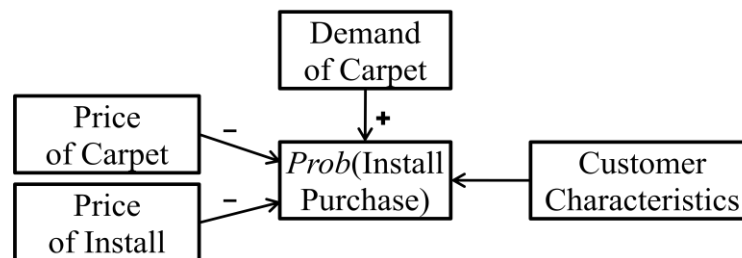 Demand
of Carpet
Price
of Carpet
–
+
Prob(Install
Purchase)
Customer
Characteristics
Price
of Install
–